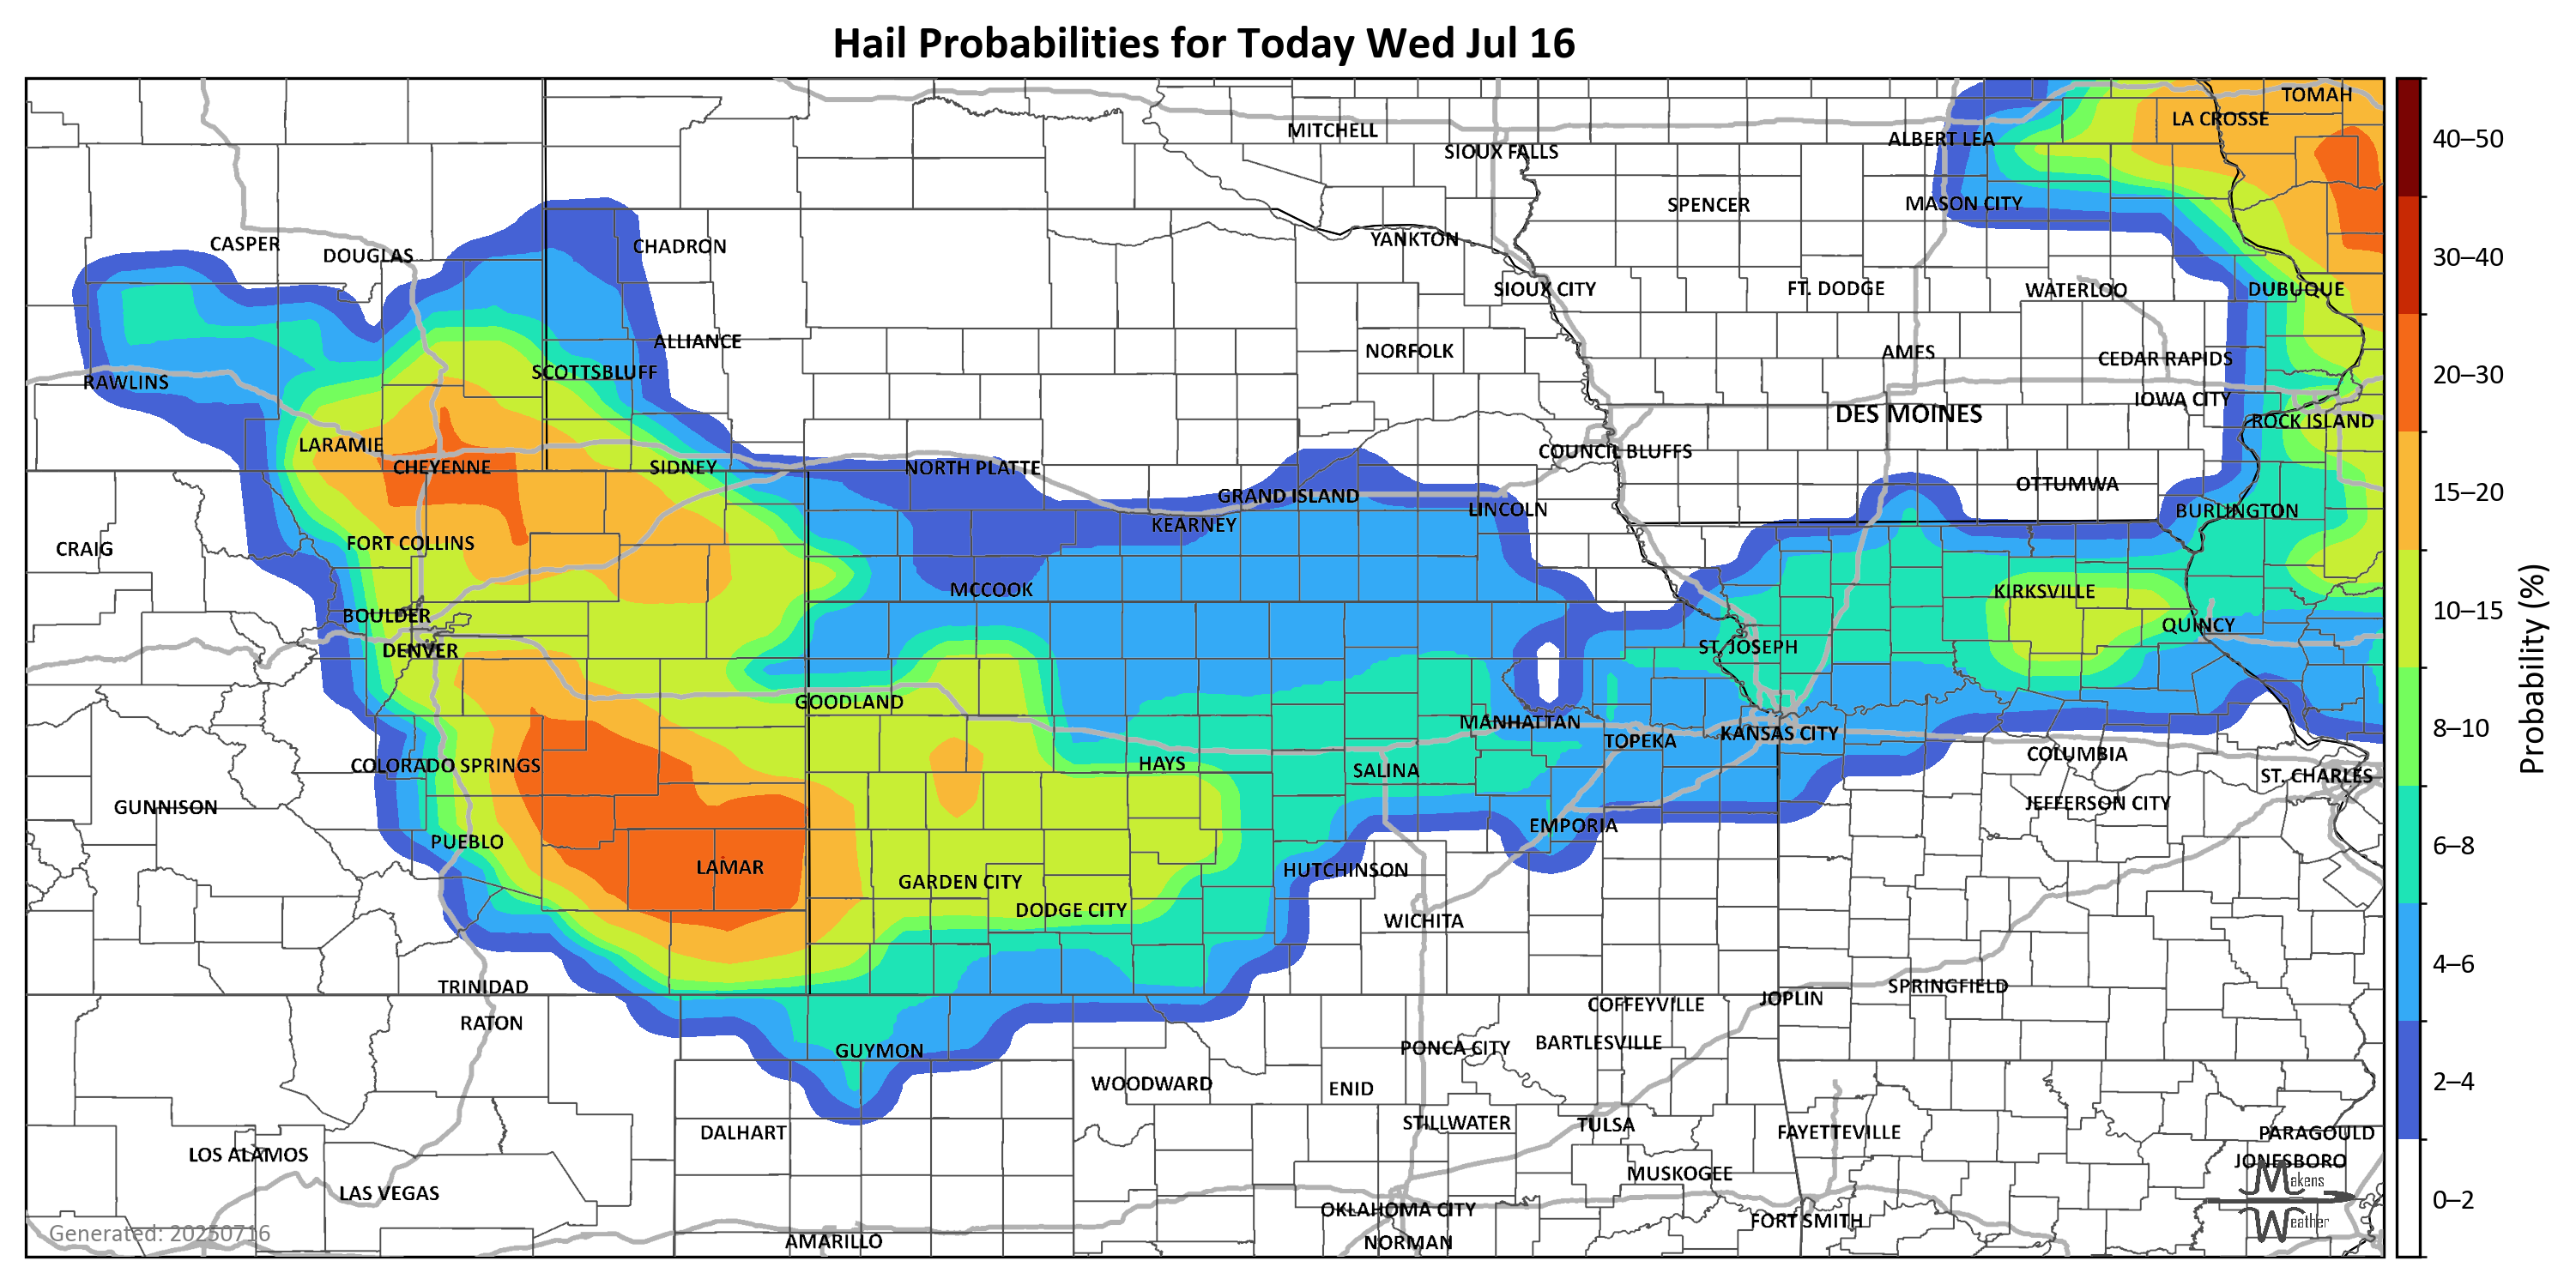 Hail Probabilities for Today Wed Jul 16
TOMAH
LA CROSSE
MITCHELL
ALBERT LEA
SIOUX FALLS
SPENCER
MASON CITY
CASPER
DOUGLAS
CHADRON
YANKTON
SIOUX CITY
FT. DODGE
WATERLOO
DUBUQUE
ALLIANCE
NORFOLK
AMES
CEDAR RAPIDS
RAWLINS
SCOTTSBLUFF
IOWA CITY
DES MOINES
ROCK ISLAND
LARAMIE
COUNCIL BLUFFS
CHEYENNE
SIDNEY
NORTH PLATTE
OTTUMWA
GRAND ISLAND
LINCOLN
BURLINGTON
KEARNEY
CRAIG
FORT COLLINS
MCCOOK
KIRKSVILLE
BOULDER
QUINCY
DENVER
ST. JOSEPH
GOODLAND
MANHATTAN
TOPEKA
KANSAS CITY
COLUMBIA
COLORADO SPRINGS
HAYS
SALINA
ST. CHARLES
GUNNISON
JEFFERSON CITY
EMPORIA
PUEBLO
LAMAR
HUTCHINSON
GARDEN CITY
DODGE CITY
WICHITA
TRINIDAD
SPRINGFIELD
JOPLIN
COFFEYVILLE
RATON
BARTLESVILLE
PONCA CITY
GUYMON
WOODWARD
ENID
STILLWATER
TULSA
DALHART
FAYETTEVILLE
PARAGOULD
LOS ALAMOS
JONESBORO
MUSKOGEE
LAS VEGAS
OKLAHOMA CITY
FORT SMITH
AMARILLO
NORMAN
Generated: 20250716
Makens
Weather
40–50
30–40
20–30
15–20
10–15
8–10
6–8
4–6
2–4
0–2
Probability (%)